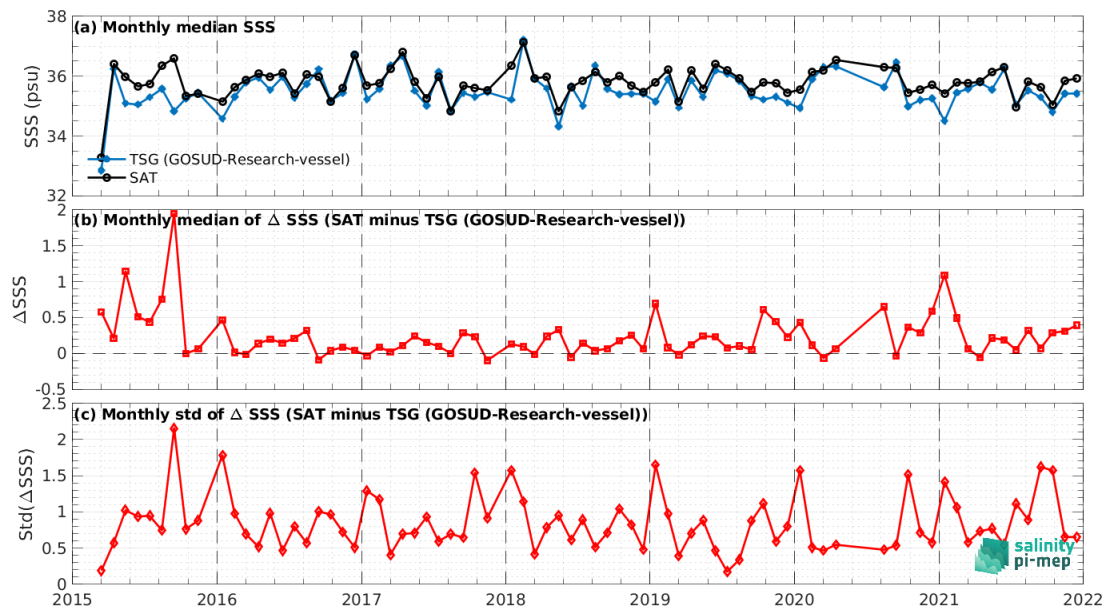 (a) Monthly median SSS
38
36
34
32
SSS (psu)
TSG (GOSUD-Research-vessel)
SAT
(b) Monthly median of Δ SSS (SAT minus TSG (GOSUD-Research-vessel))
2
1.5
1
0.5
0
-0.5
ΔSSS
(c) Monthly std of Δ SSS (SAT minus TSG (GOSUD-Research-vessel))
2.5
2
1.5
1
0.5
0
Std(ΔSSS)
salinity
pi-mep
2015 2016 2017 2018 2019 2020 2021 2022